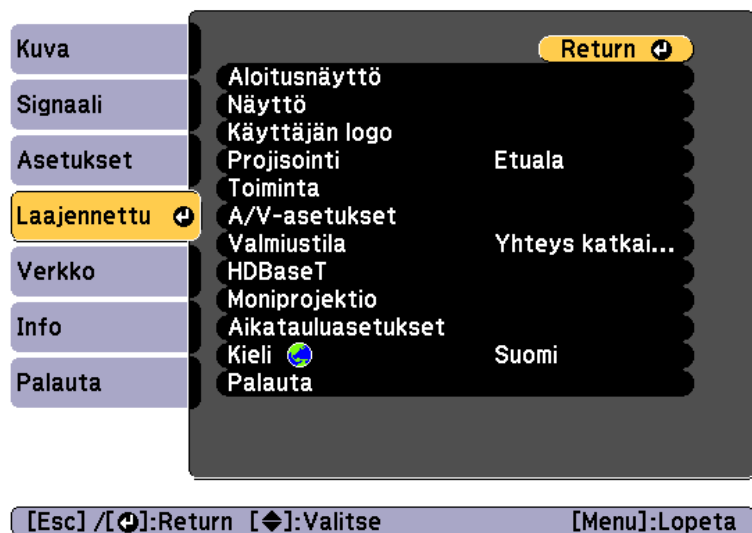 Kuva
Signaali
Asetukset
Laajennettu
Verkko
Info
Palauta
Return
Aloitusnäyttö
Näyttö
Käyttäjän logo
Projisointi Etuala
Toiminta
A/V-asetukset
Valmiustila Yhteys katkai...
HDBaseT
Moniprojektio
Aikatauluasetukset
Kieli Suomi
Palauta
[Esc] /[⏎]:Return [◆]:Valitse [Menu]:Lopeta